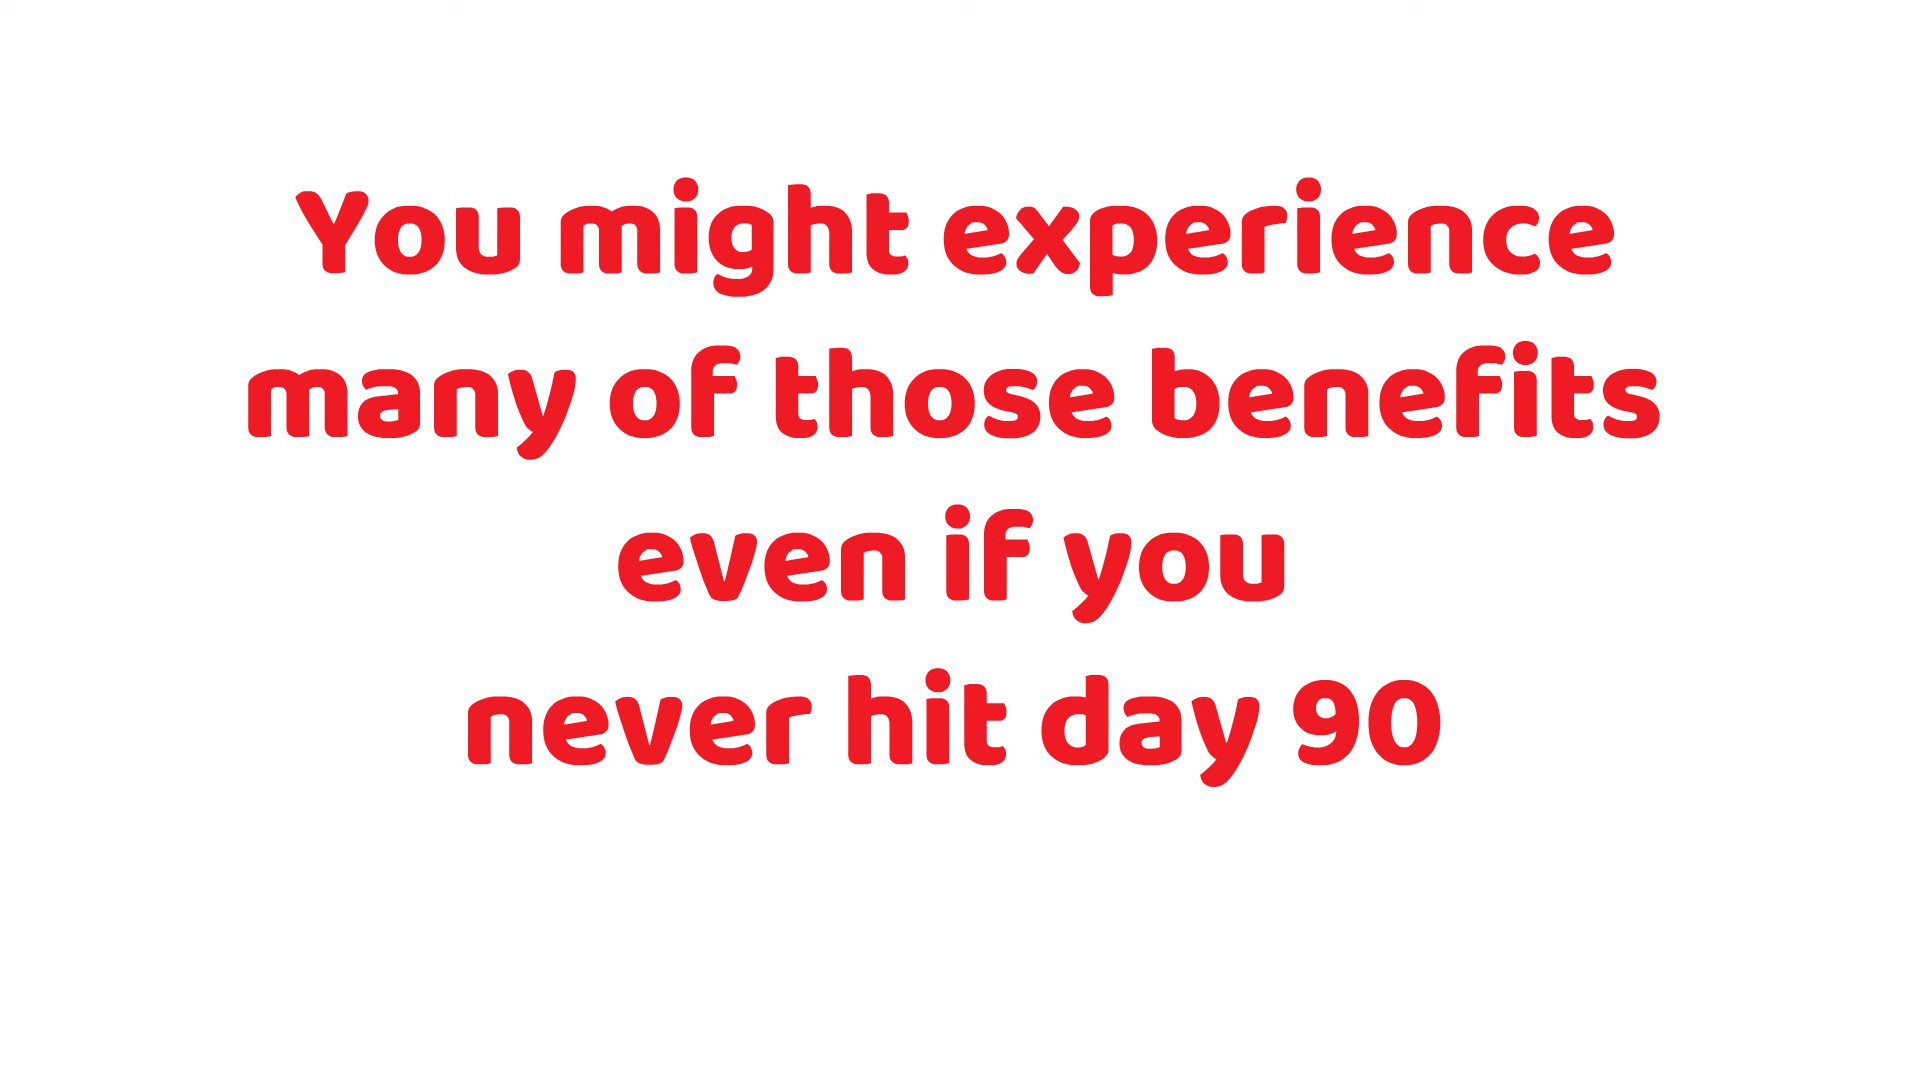 You might experience
many of those benefits
even if you
never hit day 90